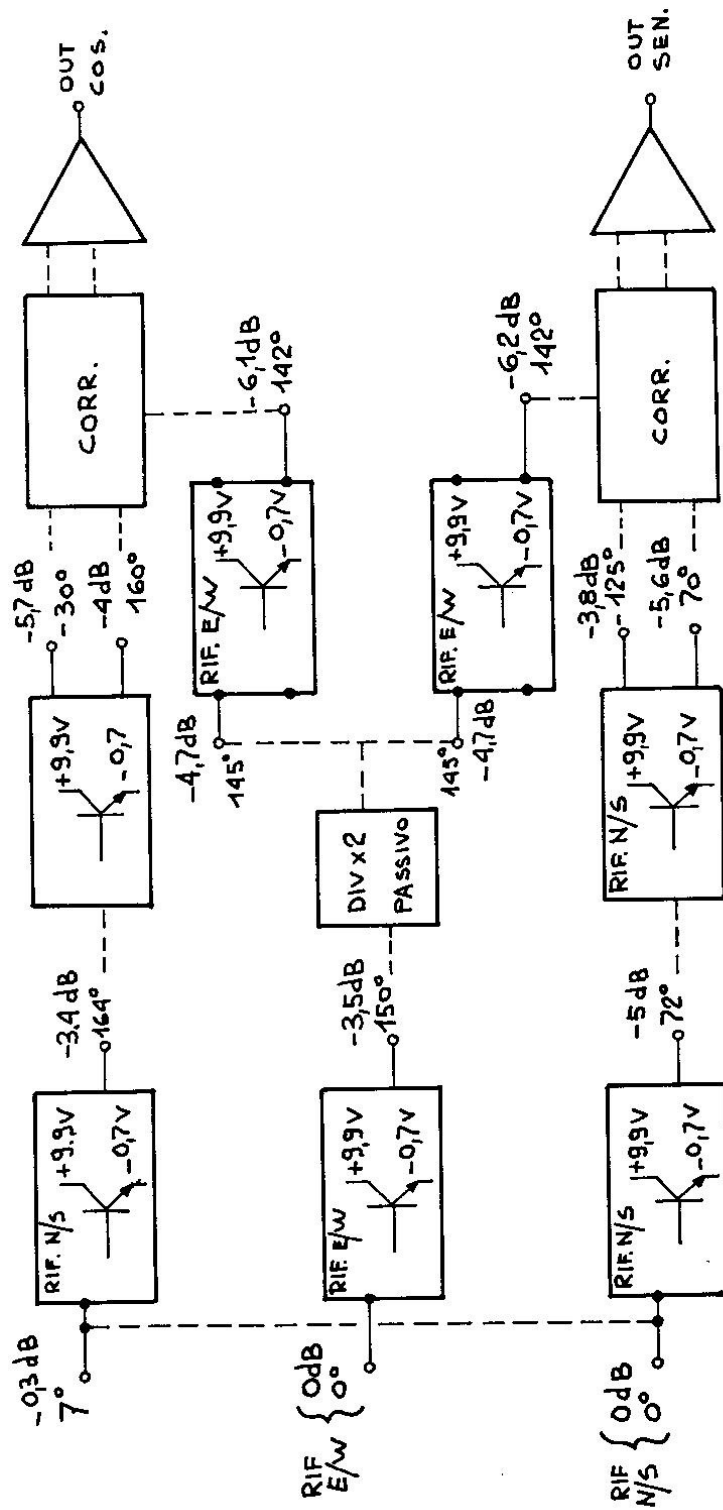 -0,3dB
7°
RIF. N/S
+9.9V
-0,7V
-3.4dB
164°
+9,9V
-0,7
-5,7dB
-30°
-4dB
160°
CORR.
OUT
COS.
RIF
E/W
0dB
0°
RIF. E/W
+9,9V
-0,7V
-3,5dB
150°
DIV x2
PASSIVO
-4,7dB
145°
145°
-4,7dB
RIF. E/W
+9,9V
-0,7V
-6,1dB
142°
RIF. E/W
+9,9V
-0,7V
-6,2dB
142°
RIF
N/S
0dB
0°
RIF. N/S
+9,9V
-0,7V
-5dB
72°
RIF. N/S
+9,9V
-0,7V
-3,8dB
-125°
-5,6dB
70°
CORR.
OUT
SEN.